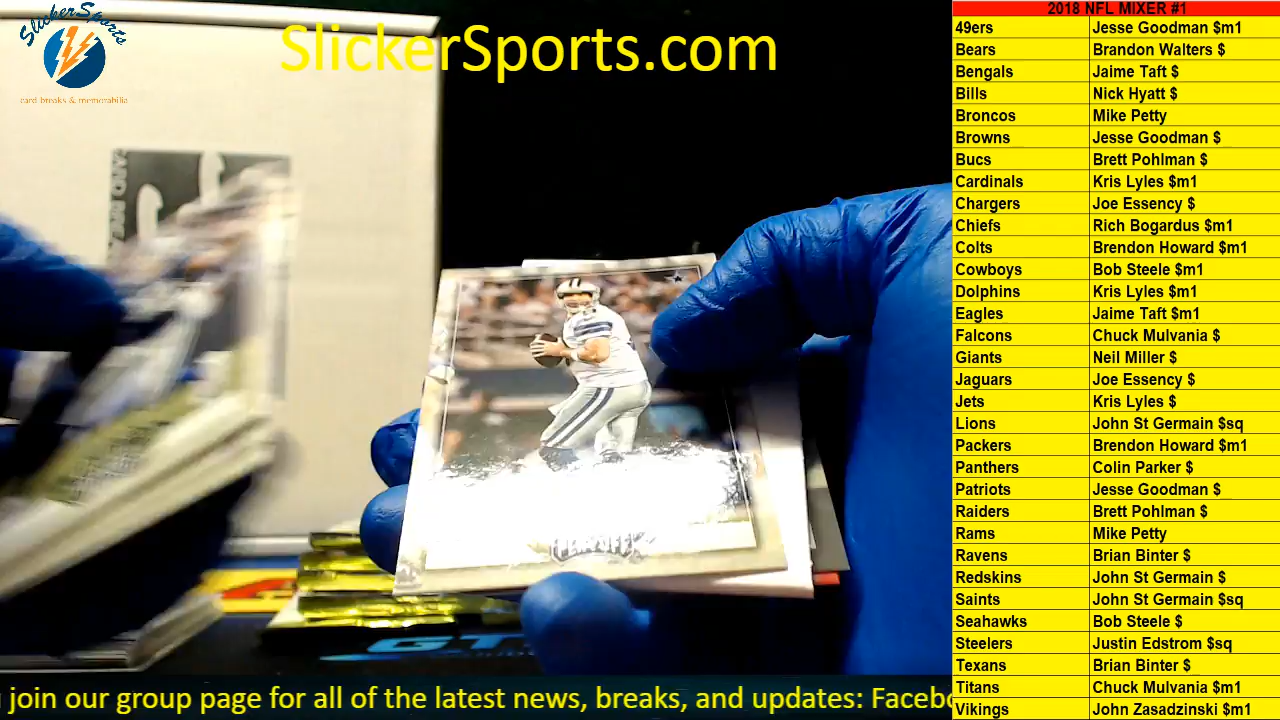 SlickerSports
card breaks & memorabilia
SlickerSports.com
PLAYOFF
GT
join our group page for all of the latest news, breaks, and updates: Facebo
2018 NFL MIXER #1
49ers Jesse Goodman $m1
Bears Brandon Walters $
Bengals Jaime Taft $
Bills Nick Hyatt $
Broncos Mike Petty
Browns Jesse Goodman $
Bucs Brett Pohlman $
Cardinals Kris Lyles $m1
Chargers Joe Essency $
Chiefs Rich Bogardus $m1
Colts Brendon Howard $m1
Cowboys Bob Steele $m1
Dolphins Kris Lyles $m1
Eagles Jaime Taft $m1
Falcons Chuck Mulvania $
Giants Neil Miller $
Jaguars Joe Essency $
Jets Kris Lyles $
Lions John St Germain $sq
Packers Brendon Howard $m1
Panthers Colin Parker $
Patriots Jesse Goodman $
Raiders Brett Pohlman $
Rams Mike Petty
Ravens Brian Binter $
Redskins John St Germain $
Saints John St Germain $sq
Seahawks Bob Steele $
Steelers Justin Edstrom $sq
Texans Brian Binter $
Titans Chuck Mulvania $m1
Vikings John Zasadzinski $m1